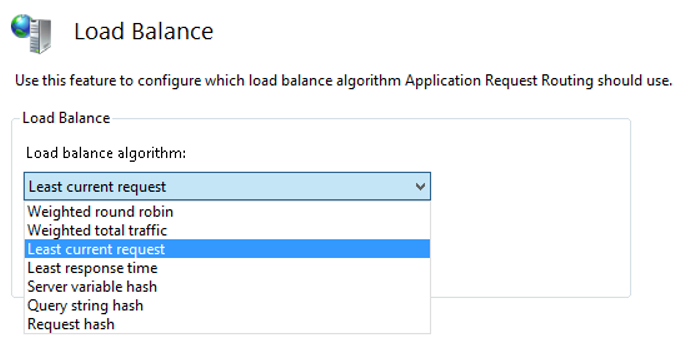 Load Balance
Use this feature to configure which load balance algorithm Application Request Routing should use.
Load Balance
Load balance algorithm:
Least current request
Weighted round robin
Weighted total traffic
Least current request
Least response time
Server variable hash
Query string hash
Request hash